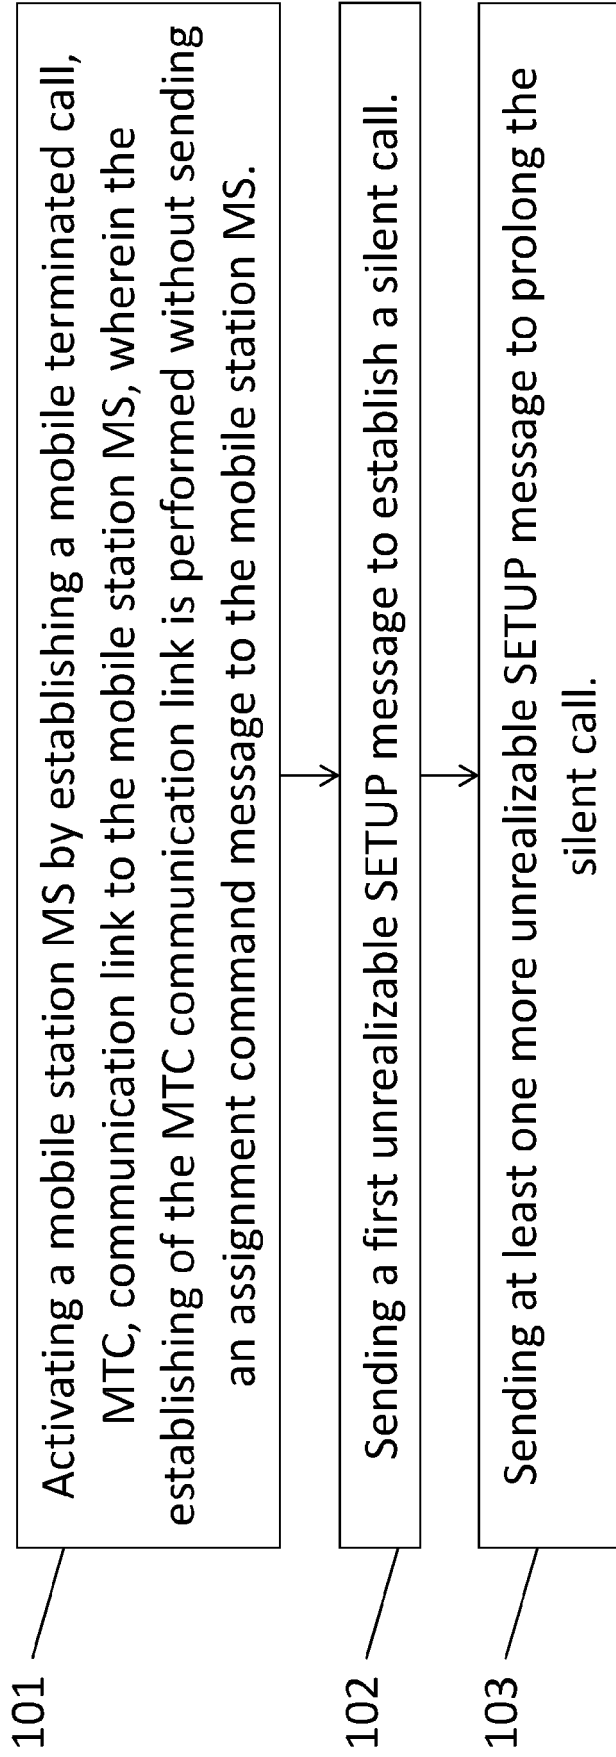 101
Activating a mobile station MS by establishing a mobile terminated call,
MTC, communication link to the mobile station MS, wherein the
establishing of the MTC communication link is performed without sending
an assignment command message to the mobile station MS.
102
Sending a first unrealizable SETUP message to establish a silent call.
103
Sending at least one more unrealizable SETUP message to prolong the
silent call.